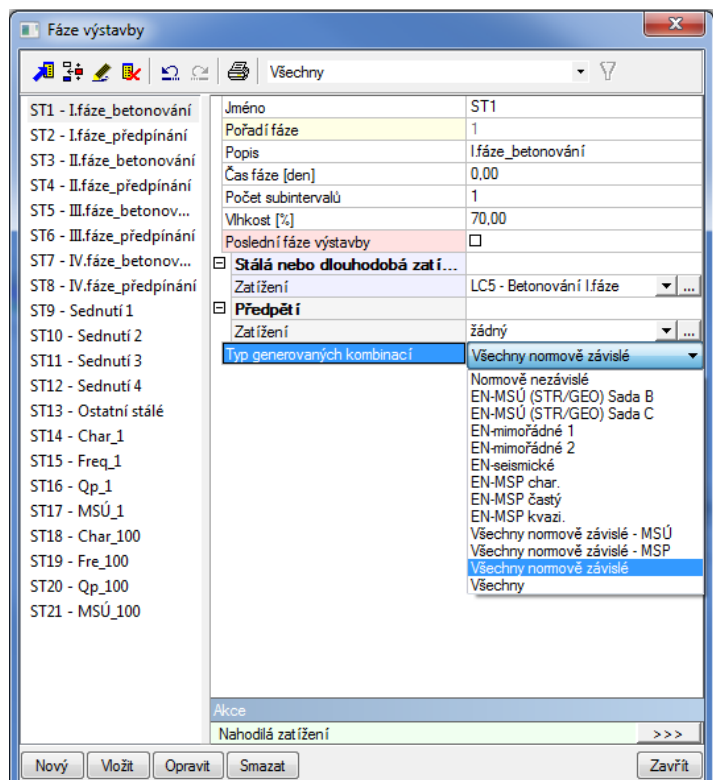 Fáze výstavby
Všechny
ST1 - I.fáze_betonování
ST2 - I.fáze_předpínání
ST3 - II.fáze_betonování
ST4 - II.fáze_předpínání
ST5 - III.fáze_betonov...
ST6 - III.fáze_předpínání
ST7 - IV.fáze_betonov...
ST8 - IV.fáze_předpínání
ST9 - Sednutí 1
ST10 - Sednutí 2
ST11 - Sednutí 3
ST12 - Sednutí 4
ST13 - Ostatní stálé
ST14 - Char_1
ST15 - Freq_1
ST16 - Qp_1
ST17 - MSÚ_1
ST18 - Char_100
ST19 - Fre_100
ST20 - Qp_100
ST21 - MSÚ_100
Jméno ST1
Pořadí fáze 1
Popis I.fáze_betonování
Čas fáze [den] 0,00
Počet subintervalů 1
Vlhkost [%] 70,00
Poslední fáze výstavby
Stálá nebo dlouhodobá zatí...
Zatížení LC5 - Betonování I.fáze ...
Předpětí
Zatížení žádný ...
Typ generovaných kombinací Všechny normově závislé
Normově nezávislé
EN-MSÚ (STR/GEO) Sada B
EN-MSÚ (STR/GEO) Sada C
EN-mimořádné 1
EN-mimořádné 2
EN-seismické
EN-MSP char.
EN-MSP častý
EN-MSP kvazi.
Všechny normově závislé - MSÚ
Všechny normově závislé - MSP
Všechny normově závislé
Všechny
Akce
Nahodilá zatížení >>>
Nový Vložit Opravit Smazat Zavřít